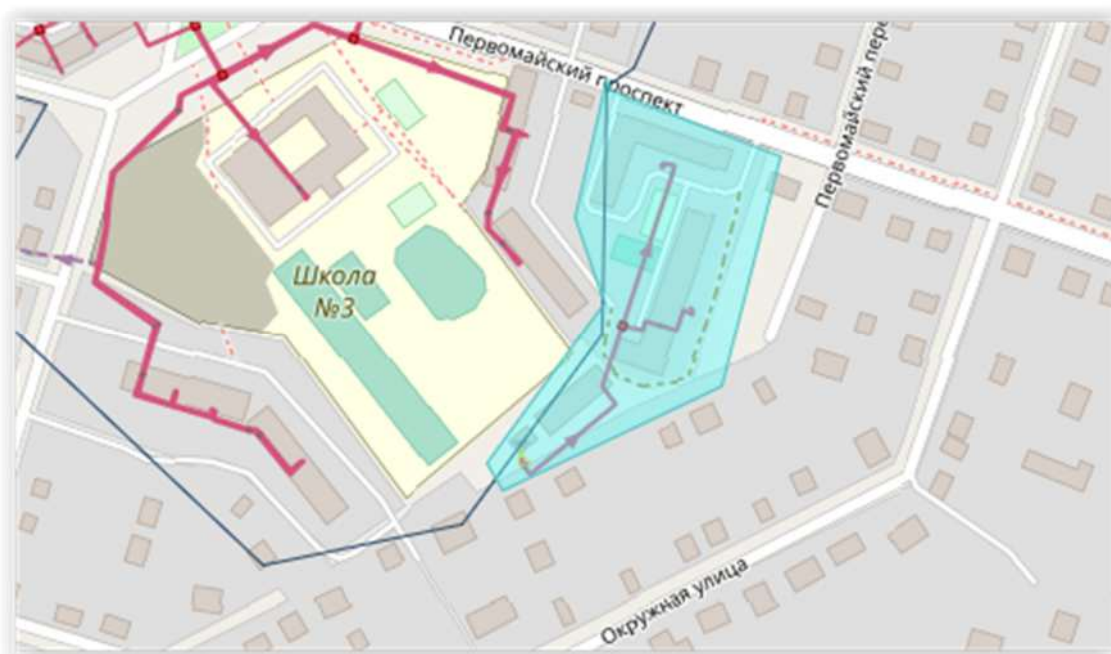 Первомайский проспект
Первомайский пере
Школа
№3
Окружная улица